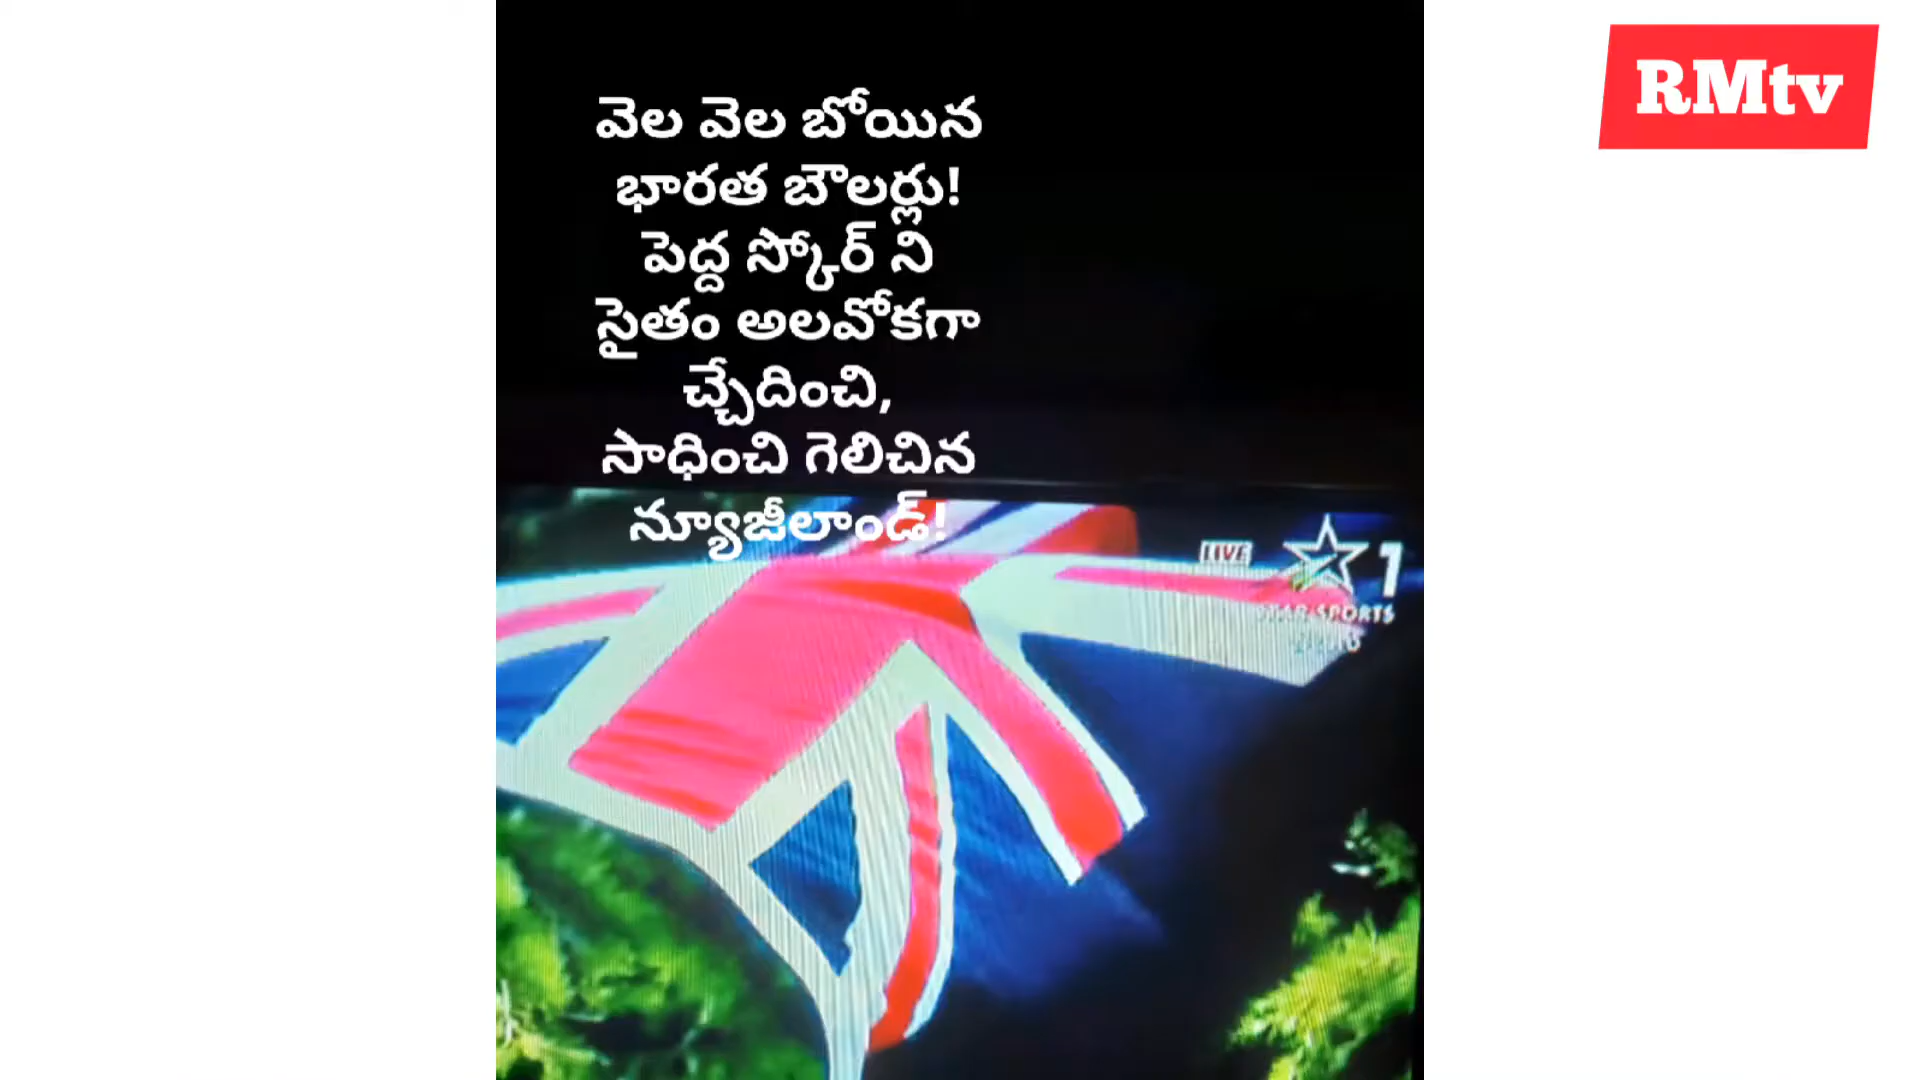 RMtv
వెల వెల బోయిన
భారత బౌలర్లు!
పెద్ద స్కోర్ ని
సైతం అలవోకగా
చ్చేదించి,
సాధించి గెలిచిన
న్యూజీలాండ్!
LIVE
1
STAR SPORTS